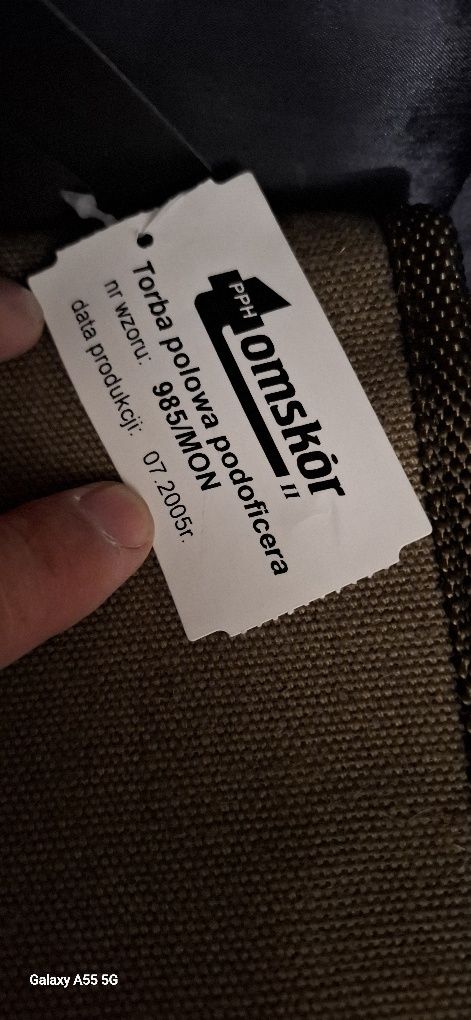 PPH
Tomskór
II
Torba polowa podoficera
nr wzoru: 985/MON
data produkcji: 07.2005r.
Galaxy A55 5G